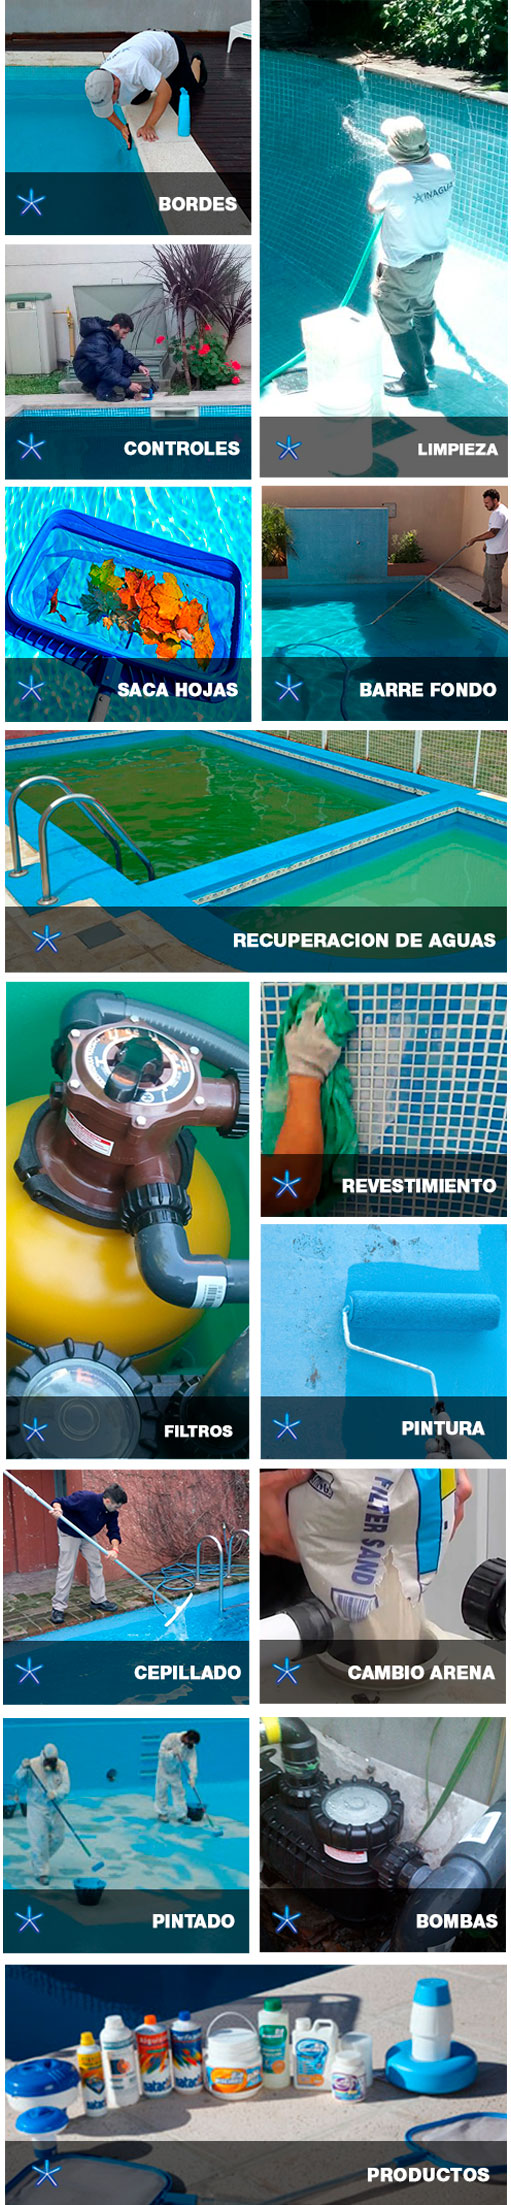 BORDES
INAGUA
CONTROLES
LIMPIEZA
SACA HOJAS
BARRE FONDO
RECUPERACION DE AGUAS
REVESTIMIENTO
FILTROS
PINTURA
FILTER SAND
CEPILLADO
CAMBIO ARENA
PINTADO
BOMBAS
PRODUCTOS